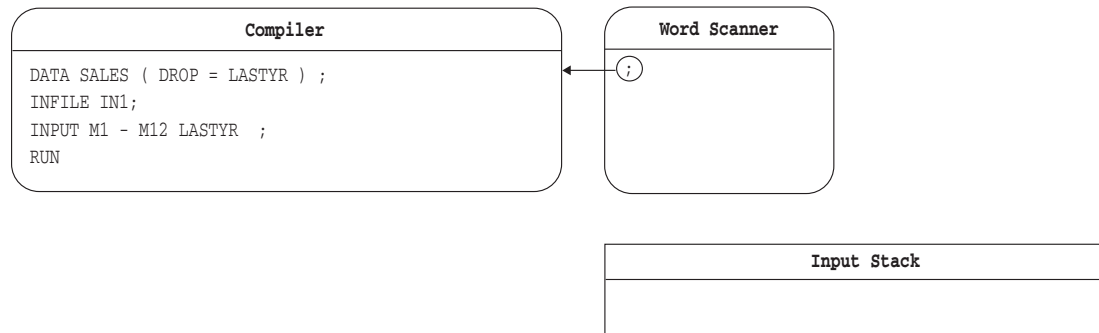 Compiler
DATA SALES ( DROP = LASTYR ) ;
INFILE IN1;
INPUT M1 - M12 LASTYR  ;
RUN
Word Scanner
;
Input Stack